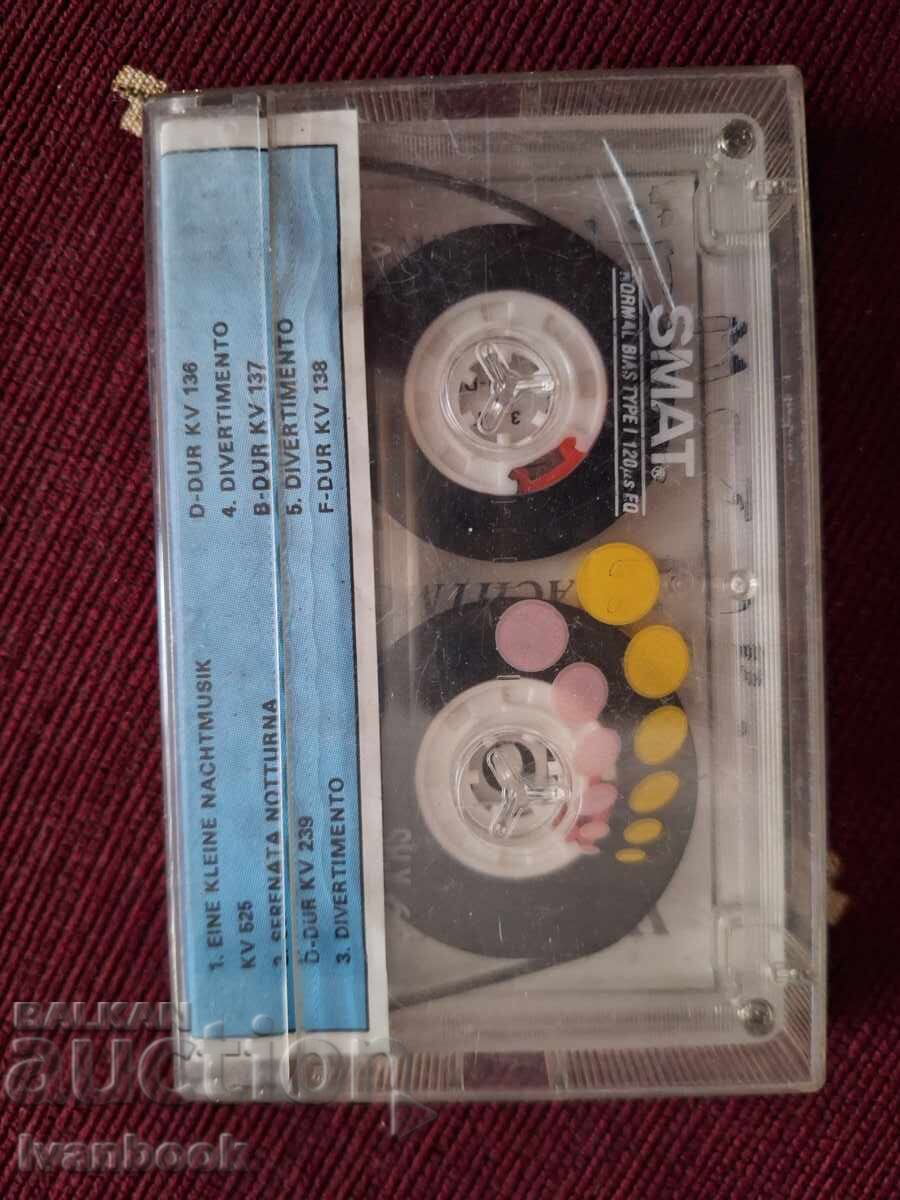 1. EINE KLEINE NACHTMUSIK
KV 525
2. SERENATA NOTTURNA
D-DUR KV 239
3. DIVERTIMENTO
D-DUR KV 136
4. DIVERTIMENTO
B-DUR KV 137
5. DIVERTIMENTO
F-DUR KV 138
SMAT®
NORMAL BIAS TYPE I 120µs EQ
BALKAN
auction
Ivanbook